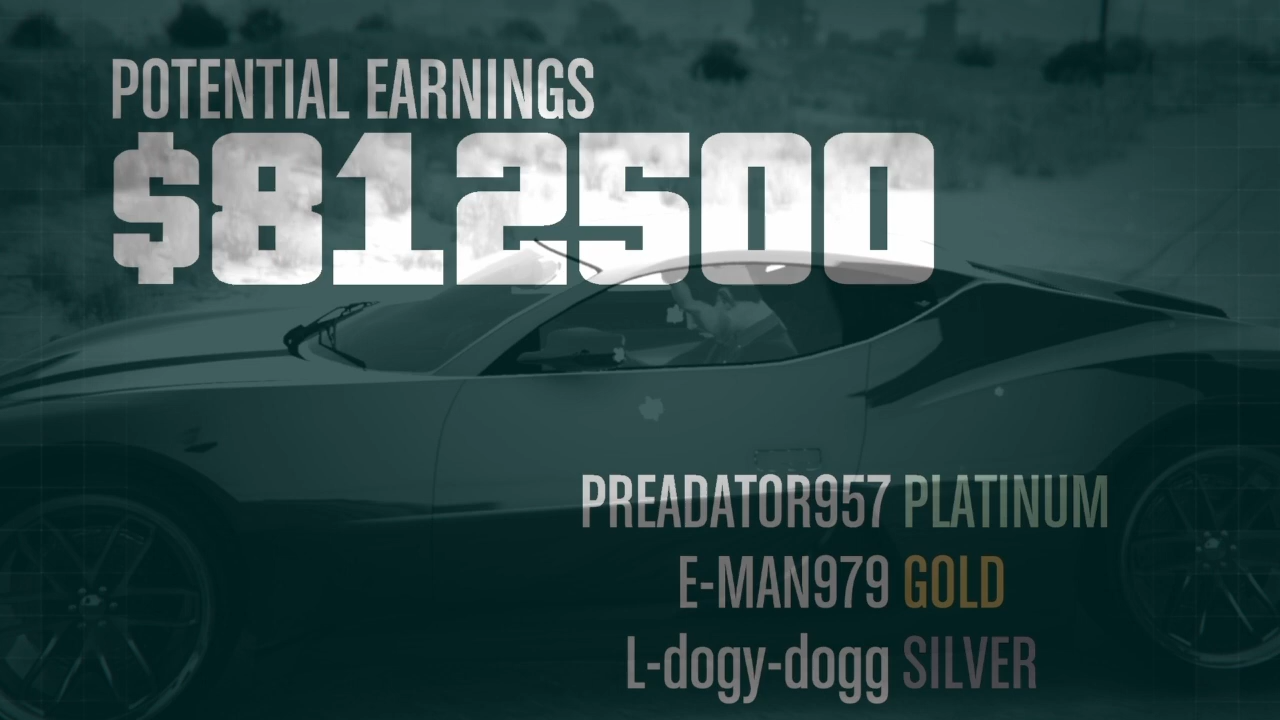 POTENTIAL EARNINGS
$812500
PREADATOR957 PLATINUM
E-MAN979 GOLD
L-dogy-dogg SILVER